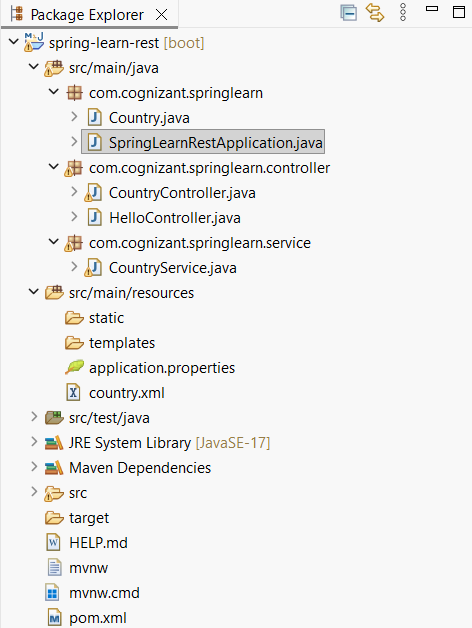 Package Explorer
spring-learn-rest [boot]
src/main/java
com.cognizant.springlearn
Country.java
SpringLearnRestApplication.java
com.cognizant.springlearn.controller
CountryController.java
HelloController.java
com.cognizant.springlearn.service
CountryService.java
src/main/resources
static
templates
application.properties
country.xml
src/test/java
JRE System Library [JavaSE-17]
Maven Dependencies
src
target
HELP.md
mvnw
mvnw.cmd
pom.xml